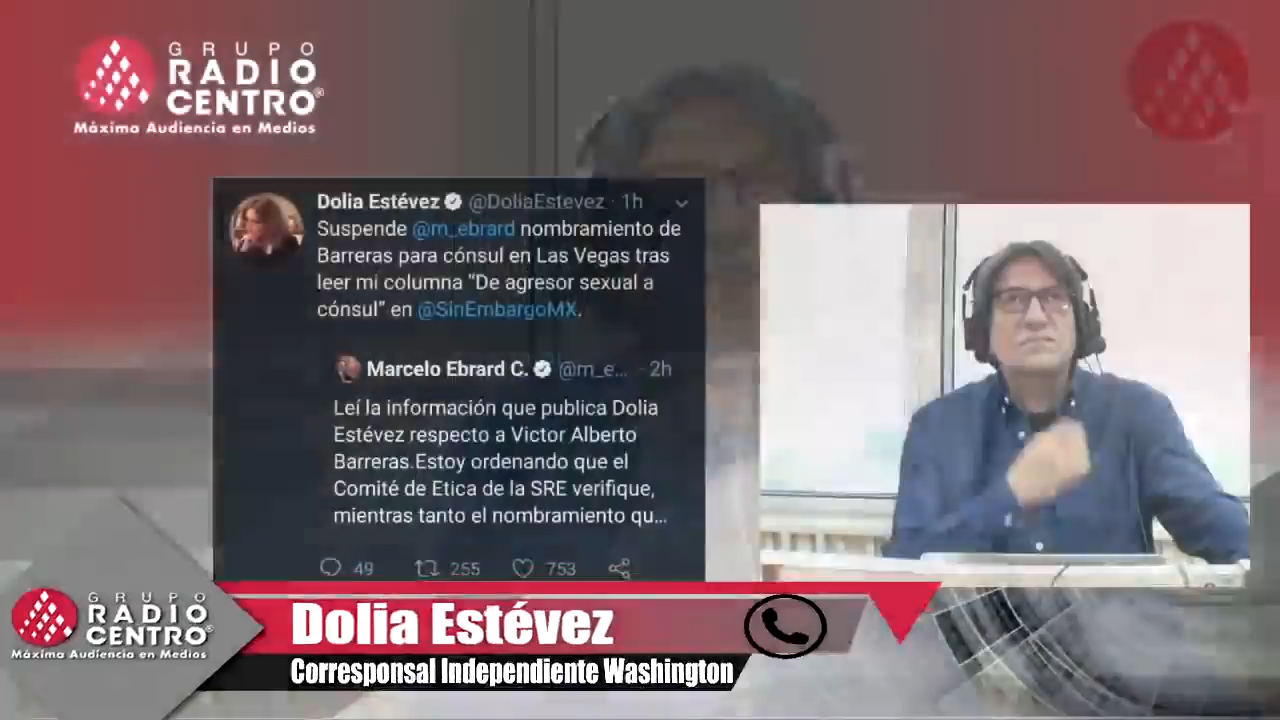 GRUPO
RADIO
CENTRO®
Máxima Audiencia en Medios
Dolia Estévez @DoliaEstevez · 1h
Suspende @m_ebrard nombramiento de
Barreras para cónsul en Las Vegas tras
leer mi columna "De agresor sexual a
cónsul" en @SinEmbargoMX.
Marcelo Ebrard C. @m_e... · 2h
Leí la información que publica Dolia
Estévez respecto a Victor Alberto
Barreras.Estoy ordenando que el
Comité de Etica de la SRE verifique,
mientras tanto el nombramiento qu...
49 255 753
GRUPO
RADIO
CENTRO®
Máxima Audiencia en Medios
Dolia Estévez
Corresponsal Independiente Washington